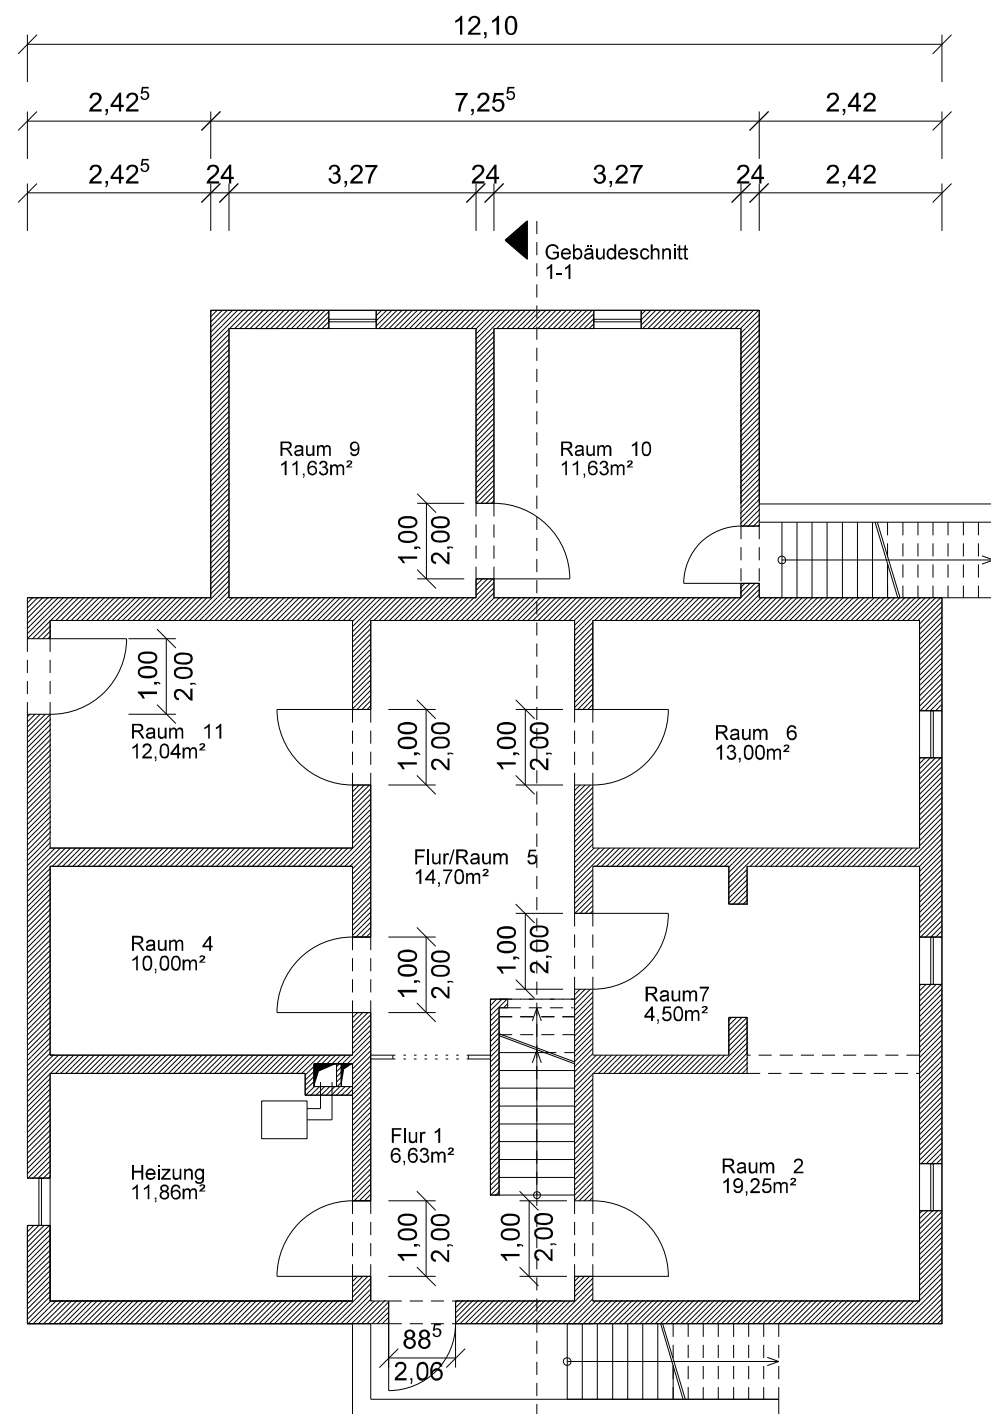 12,10
2,42⁵ 7,25⁵ 2,42
2,42⁵ 24 3,27 24 3,27 24 2,42
Gebäudeschnitt
1-1
Raum 9
11,63m²
Raum 10
11,63m²
1,00
2,00
1,00
2,00
Raum 11
12,04m²
1,00
2,00
1,00
2,00
Raum 6
13,00m²
Flur/Raum 5
14,70m²
Raum 4
10,00m²
1,00
2,00
1,00
2,00
Raum7
4,50m²
Flur 1
6,63m²
Heizung
11,86m²
Raum 2
19,25m²
1,00
2,00
1,00
2,00
88⁵
2,06